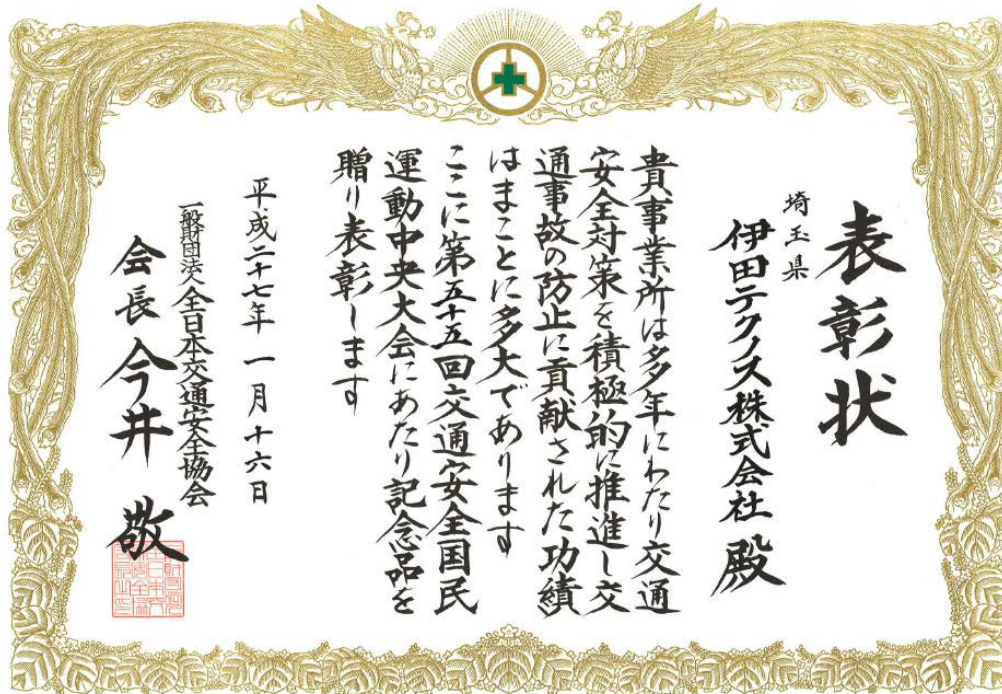 表彰状
埼玉県
伊田テクノス株式会社 殿
貴事業所は多年にわたり交通
安全対策を積極的に推進し交
通事故の防止に貢献された功績
はまことに多大であります
ここに第五十五回交通安全国民
運動中央大会にあたり記念品を
贈り表彰します
平成二十七年一月十六日
一般財団法人全日本交通安全協会
会長 今井 敬